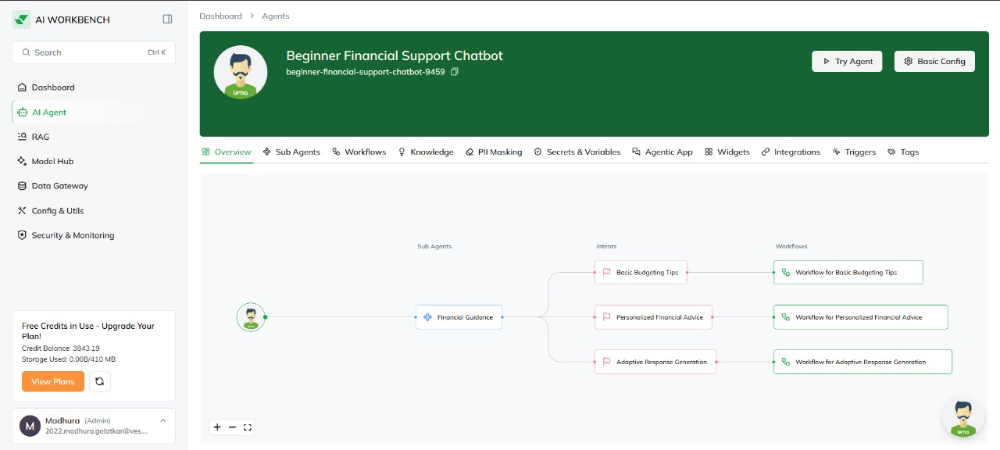 AI WORKBENCH
Search
Ctrl K
Dashboard
AI Agent
RAG
Model Hub
Data Gateway
Config & Utils
Security & Monitoring
Free Credits in Use - Upgrade Your
Plan!
Credit Balance: 3843.19
Storage Used: 0.00B/410 MB
View Plans
M
Madhura (Admin)
2022.madhura.golatkar@ves....
Dashboard > Agents
Beginner Financial Support Chatbot
beginner-financial-support-chatbot-9459
Try Agent
Basic Config
UPTIQ
Overview
Sub Agents
Workflows
Knowledge
PII Masking
Secrets & Variables
Agentic App
Widgets
Integrations
Triggers
Tags
Sub Agents
Intents
Workflows
Financial Guidance
Basic Budgeting Tips
Workflow for Basic Budgeting Tips
Personalized Financial Advice
Workflow for Personalized Financial Advice
Adaptive Response Generation
Workflow for Adaptive Response Generation
UPTIQ